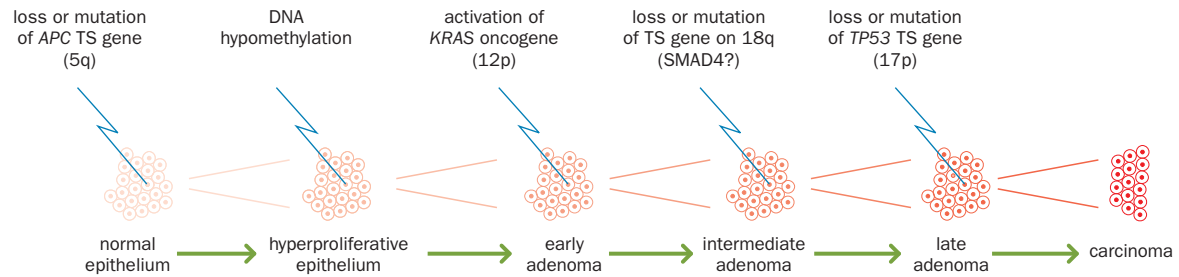 loss or mutation
of APC TS gene
(5q)
DNA
hypomethylation
activation of
KRAS oncogene
(12p)
loss or mutation
of TS gene on 18q
(SMAD4?)
loss or mutation
of TP53 TS gene
(17p)
normal
epithelium
hyperproliferative
epithelium
early
adenoma
intermediate
adenoma
late
adenoma
carcinoma